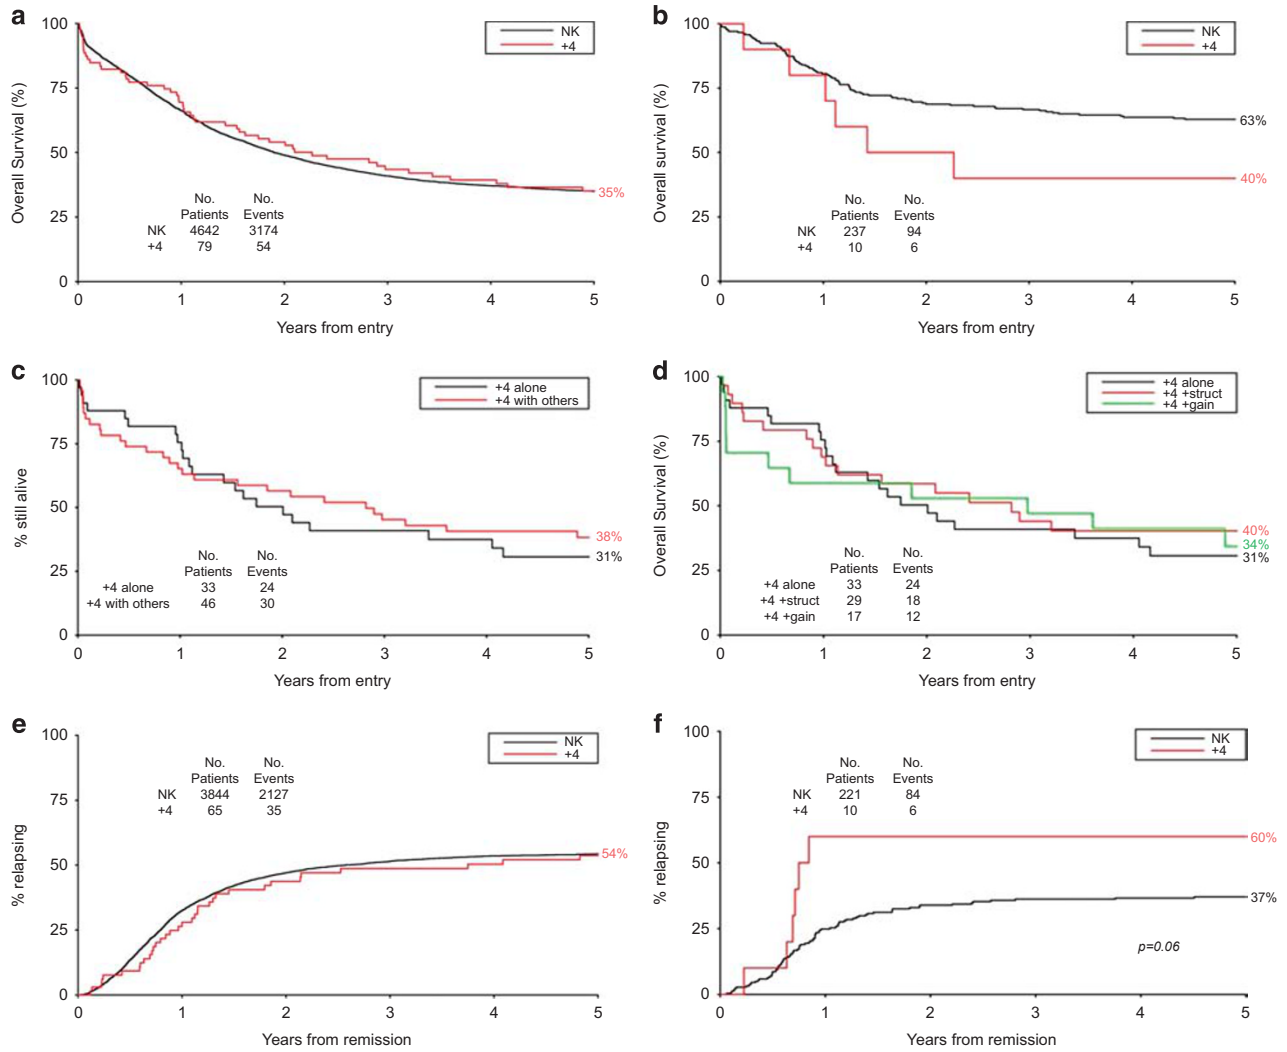 a
Overall Survival (%)
100
75
50
25
0
NK
+4
35%
No. No.
Patients Events
NK 4642 3174
+4 79 54
0 1 2 3 4 5
Years from entry
b
Overall survival (%)
100
75
50
25
0
NK
+4
63%
40%
No. No.
Patients Events
NK 237 94
+4 10 6
0 1 2 3 4 5
Years from entry
c
% still alive
100
75
50
25
0
+4 alone
+4 with others
38%
31%
No. No.
Patients Events
+4 alone 33 24
+4 with others 46 30
0 1 2 3 4 5
Years from entry
d
Overall Survival (%)
100
75
50
25
0
+4 alone
+4 +struct
+4 +gain
40%
34%
31%
No. No.
Patients Events
+4 alone 33 24
+4 +struct 29 18
+4 +gain 17 12
0 1 2 3 4 5
Years from entry
e
% relapsing
100
75
50
25
0
NK
+4
No. No.
Patients Events
NK 3844 2127
+4 65 35
54%
0 1 2 3 4 5
Years from remission
f
% relapsing
100
75
50
25
0
NK
+4
No. No.
Patients Events
NK 221 84
+4 10 6
60%
37%
p=0.06
0 1 2 3 4 5
Years from remission